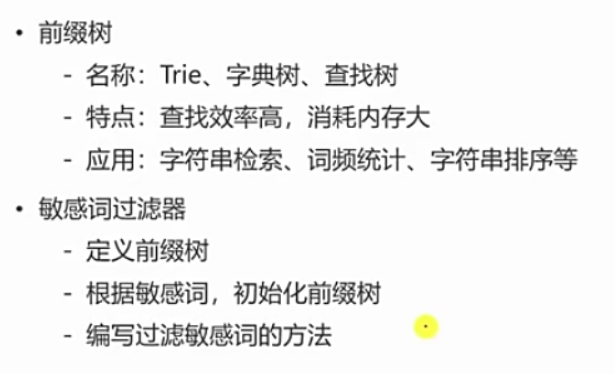 • 前缀树
- 名称：Trie、字典树、查找树
- 特点：查找效率高，消耗内存大
- 应用：字符串检索、词频统计、字符串排序等
• 敏感词过滤器
- 定义前缀树
- 根据敏感词，初始化前缀树
- 编写过滤敏感词的方法